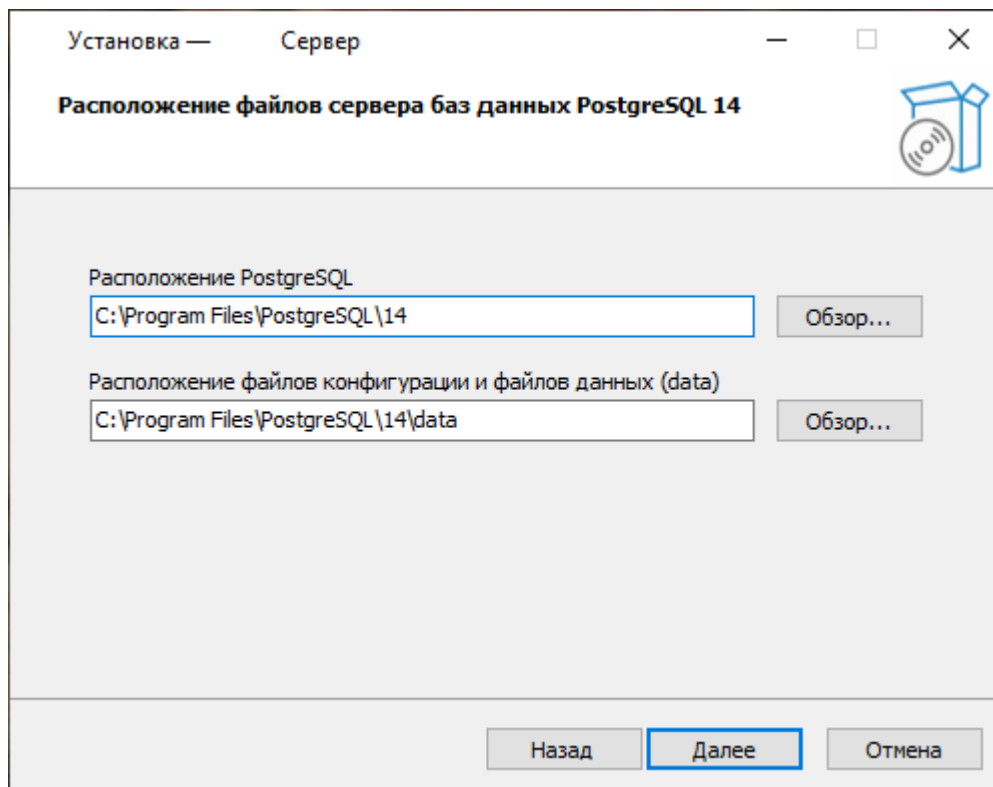 Установка — Сервер
Расположение файлов сервера баз данных PostgreSQL 14
Расположение PostgreSQL
C:\Program Files\PostgreSQL\14 Обзор...
Расположение файлов конфигурации и файлов данных (data)
C:\Program Files\PostgreSQL\14\data Обзор...
Назад Далее Отмена